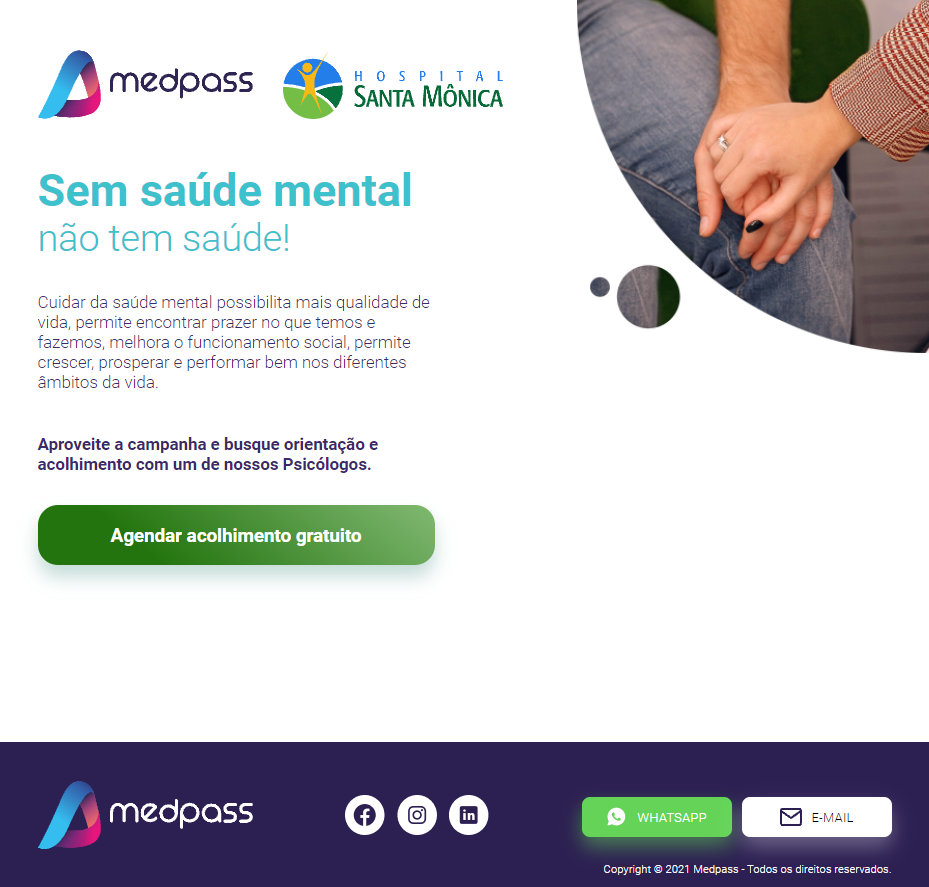 medpass
HOSPITAL
SANTA MÔNICA
Sem saúde mental
não tem saúde!
Cuidar da saúde mental possibilita mais qualidade de
vida, permite encontrar prazer no que temos e
fazemos, melhora o funcionamento social, permite
crescer, prosperar e performar bem nos diferentes
âmbitos da vida.
Aproveite a campanha e busque orientação e
acolhimento com um de nossos Psicólogos.
Agendar acolhimento gratuito
medpass
WHATSAPP
E-MAIL
Copyright © 2021 Medpass - Todos os direitos reservados.